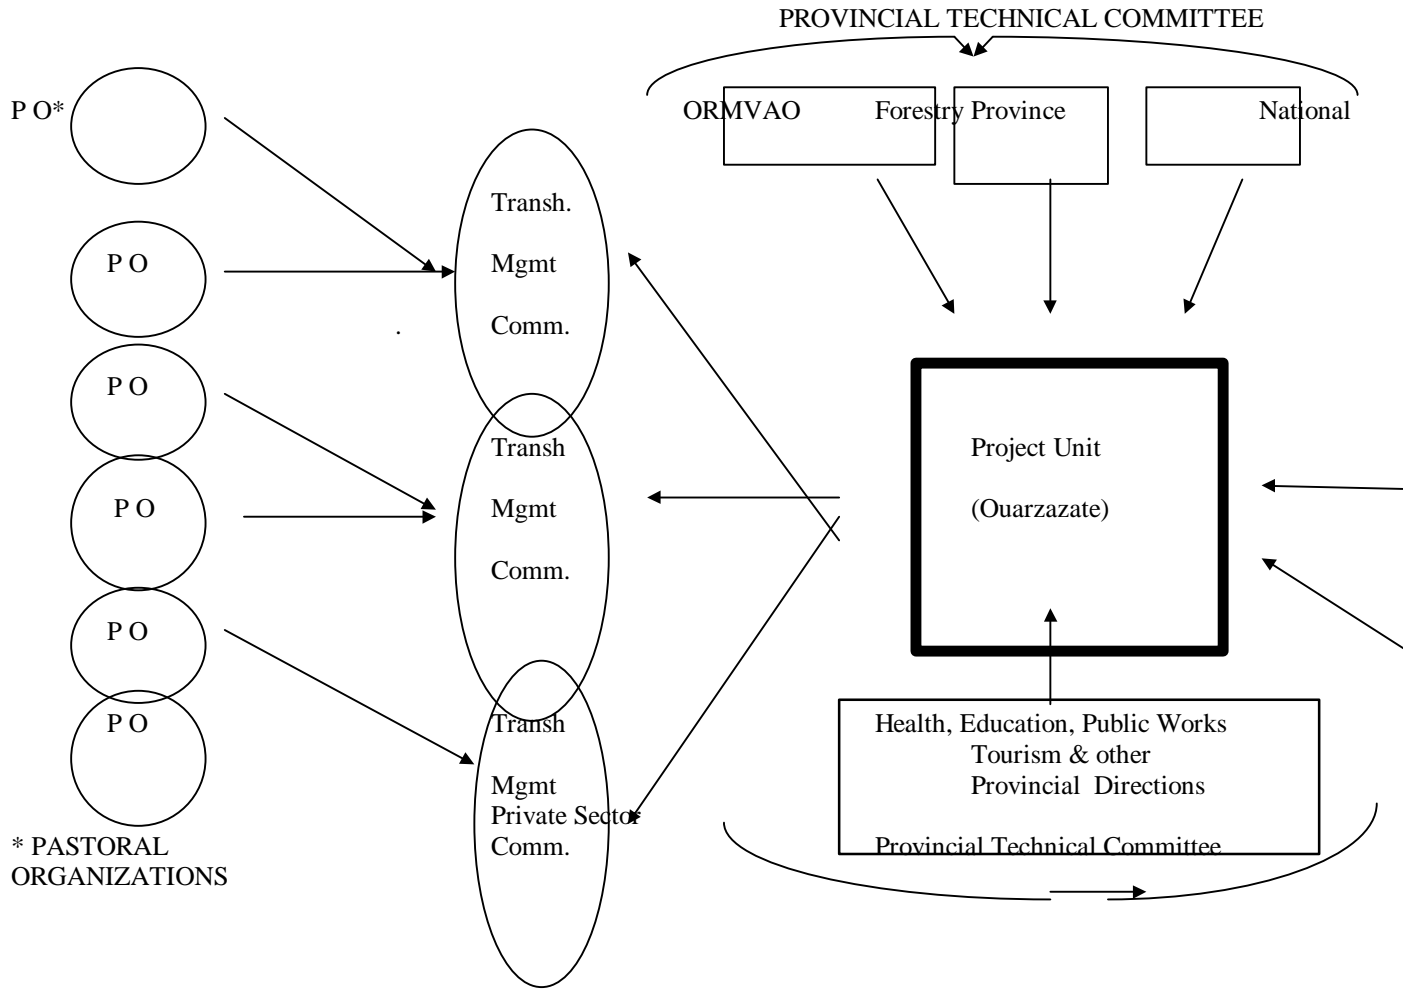 PROVINCIAL TECHNICAL COMMITTEE
P O*
ORMVAO Forestry Province National
Transh.
P O
Mgmt
Comm.
P O
Transh
Project Unit
P O
Mgmt
(Ouarzazate)
Comm.
P O
P O
Transh
Health, Education, Public Works
Tourism & other
Mgmt
Provincial Directions
Private Sector
* PASTORAL
Comm.
Provincial Technical Committee
ORGANIZATIONS